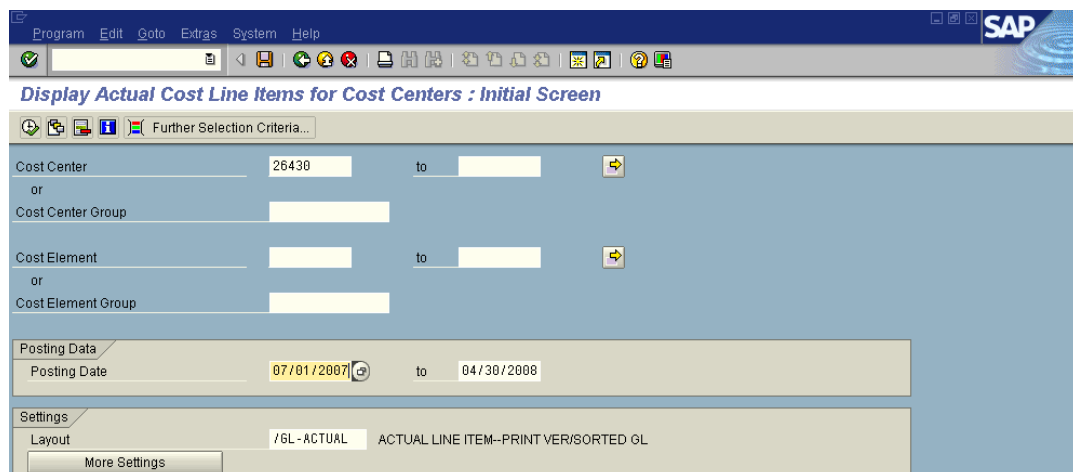 Program Edit Goto Extras System Help
SAP
Display Actual Cost Line Items for Cost Centers : Initial Screen
Further Selection Criteria...
Cost Center 26430 to
or
Cost Center Group
Cost Element to
or
Cost Element Group
Posting Data
Posting Date 07/01/2007 to 04/30/2008
Settings
Layout /GL-ACTUAL ACTUAL LINE ITEM--PRINT VER/SORTED GL
More Settings